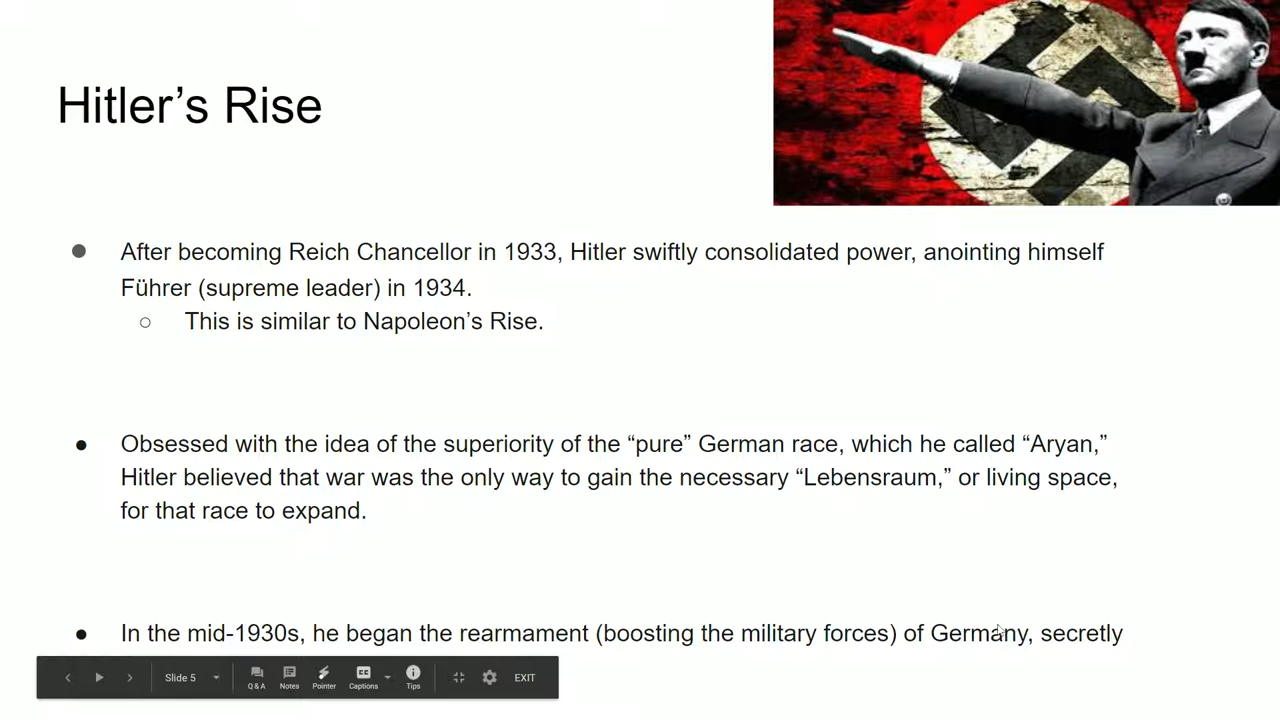 Hitler’s Rise
● After becoming Reich Chancellor in 1933, Hitler swiftly consolidated power, anointing himself
Führer (supreme leader) in 1934.
○ This is similar to Napoleon’s Rise.
● Obsessed with the idea of the superiority of the “pure” German race, which he called “Aryan,”
Hitler believed that war was the only way to gain the necessary “Lebensraum,” or living space,
for that race to expand.
● In the mid-1930s, he began the rearmament (boosting the military forces) of Germany, secretly
Slide 5 Q & A Notes Pointer CC Captions Tips EXIT